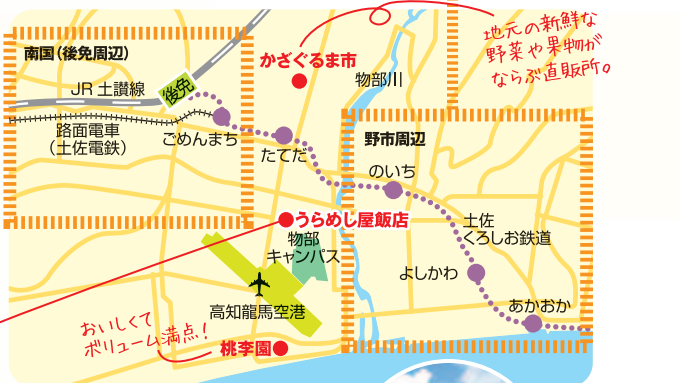 地元の新鮮な
野菜や果物が
ならぶ直販所。
南国(後免周辺)
かざぐるま市
物部川
JR 土讃線
後免
路面電車
(土佐電鉄)
ごめんまち
たてだ
野市周辺
のいち
うらめし屋飯店
物部
キャンパス
土佐
くろしお鉄道
よしかわ
高知龍馬空港
あかおか
おいしくて
ボリューム満点!
桃李園